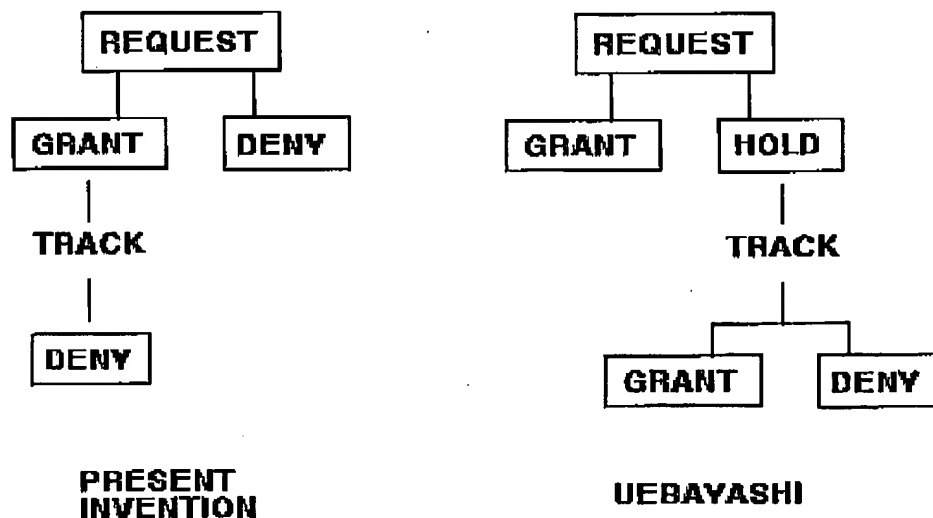 REQUEST
GRANT DENY
TRACK
DENY
PRESENT
INVENTION
REQUEST
GRANT HOLD
TRACK
GRANT DENY
UEBAYASHI